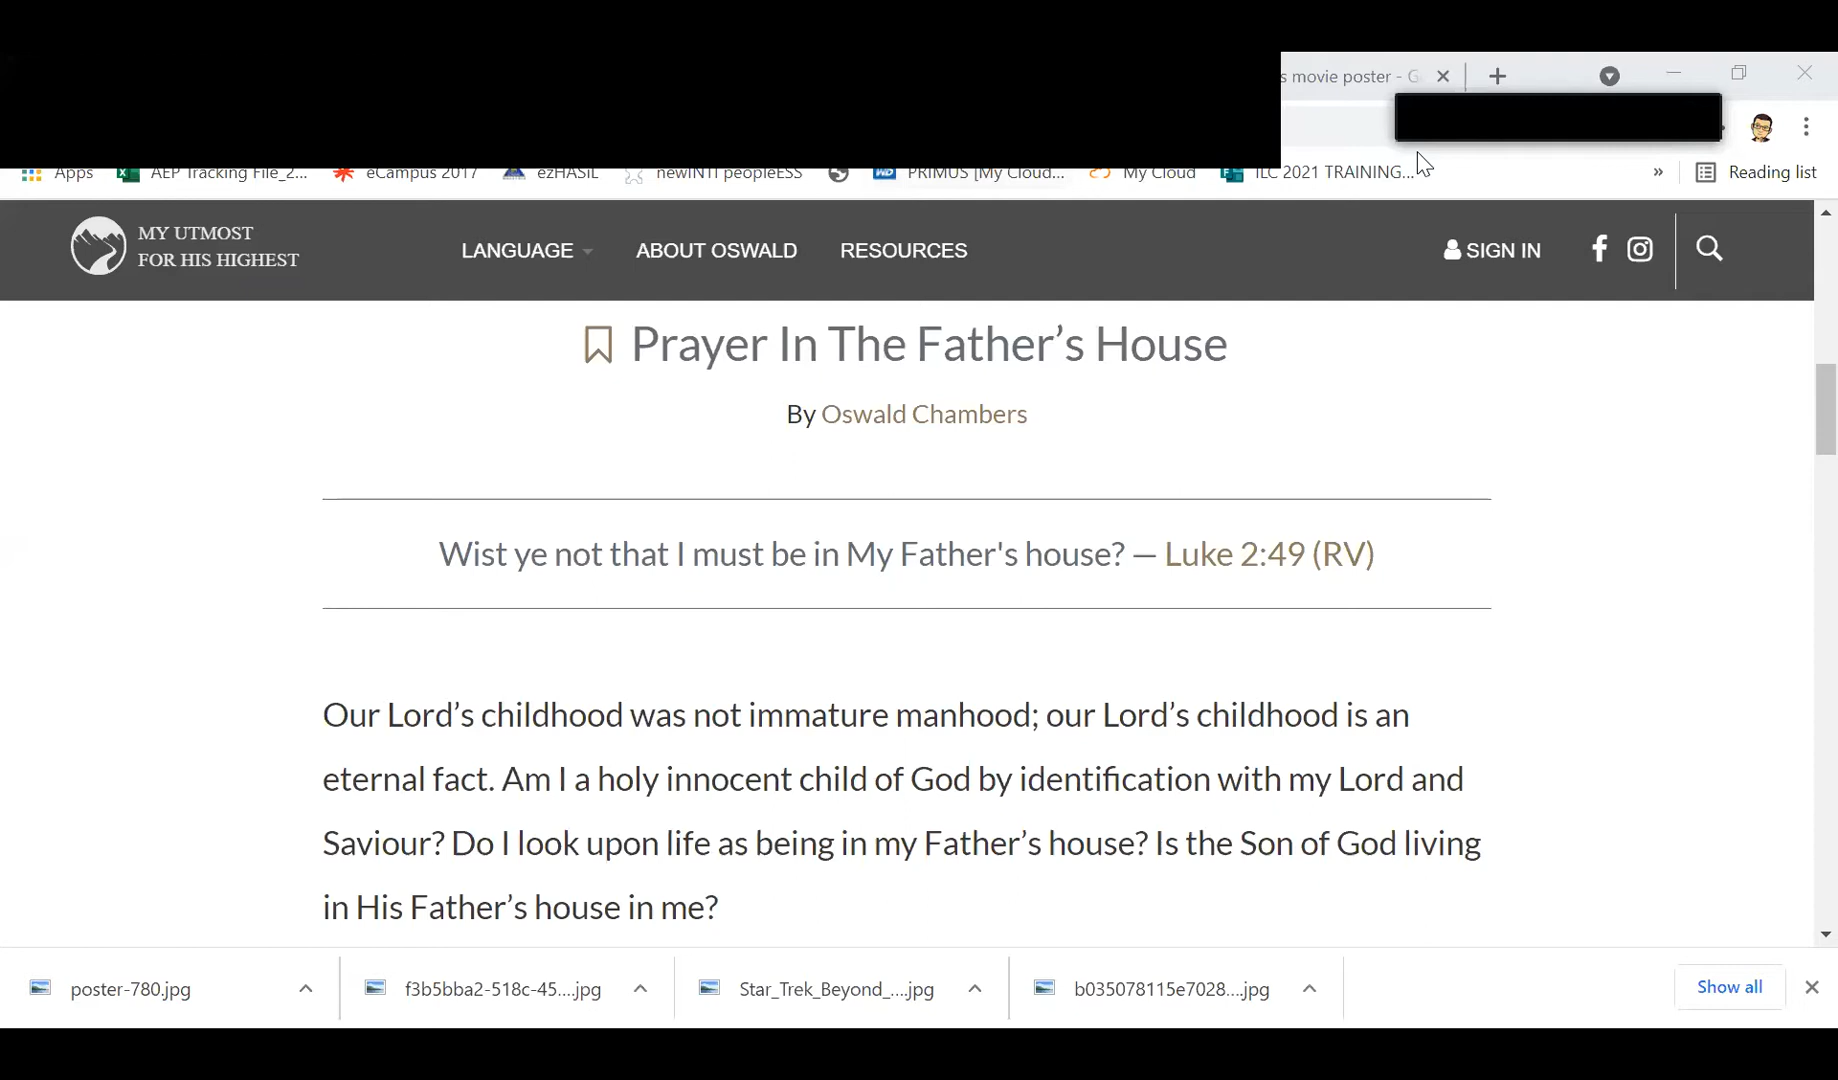 s movie poster - G
Apps AEP Tracking File_2... eCampus 2017 ezHASIL newINTI peopleESS PRIMUS [My Cloud... My Cloud ILC 2021 TRAINING... » Reading list
MY UTMOST
FOR HIS HIGHEST
LANGUAGE ABOUT OSWALD RESOURCES SIGN IN
Prayer In The Father’s House
By Oswald Chambers
Wist ye not that I must be in My Father's house? — Luke 2:49 (RV)
Our Lord’s childhood was not immature manhood; our Lord’s childhood is an
eternal fact. Am I a holy innocent child of God by identification with my Lord and
Saviour? Do I look upon life as being in my Father’s house? Is the Son of God living
in His Father’s house in me?
poster-780.jpg f3b5bba2-518c-45....jpg Star_Trek_Beyond_....jpg b035078115e7028....jpg Show all